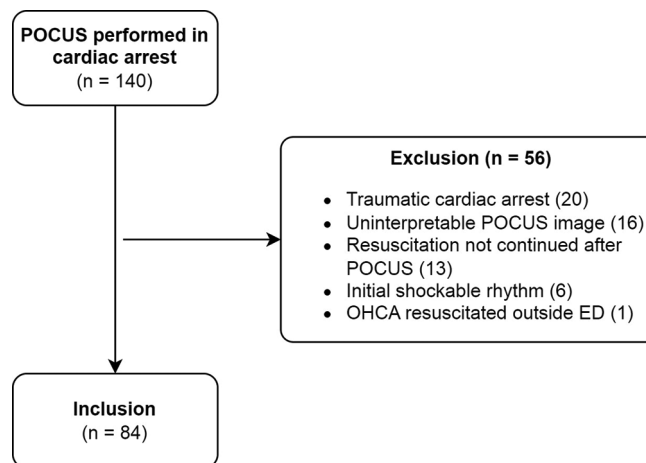 POCUS performed in
cardiac arrest
(n = 140)
Exclusion (n = 56)
• Traumatic cardiac arrest (20)
• Uninterpretable POCUS image (16)
• Resuscitation not continued after
POCUS (13)
• Initial shockable rhythm (6)
• OHCA resuscitated outside ED (1)
Inclusion
(n = 84)